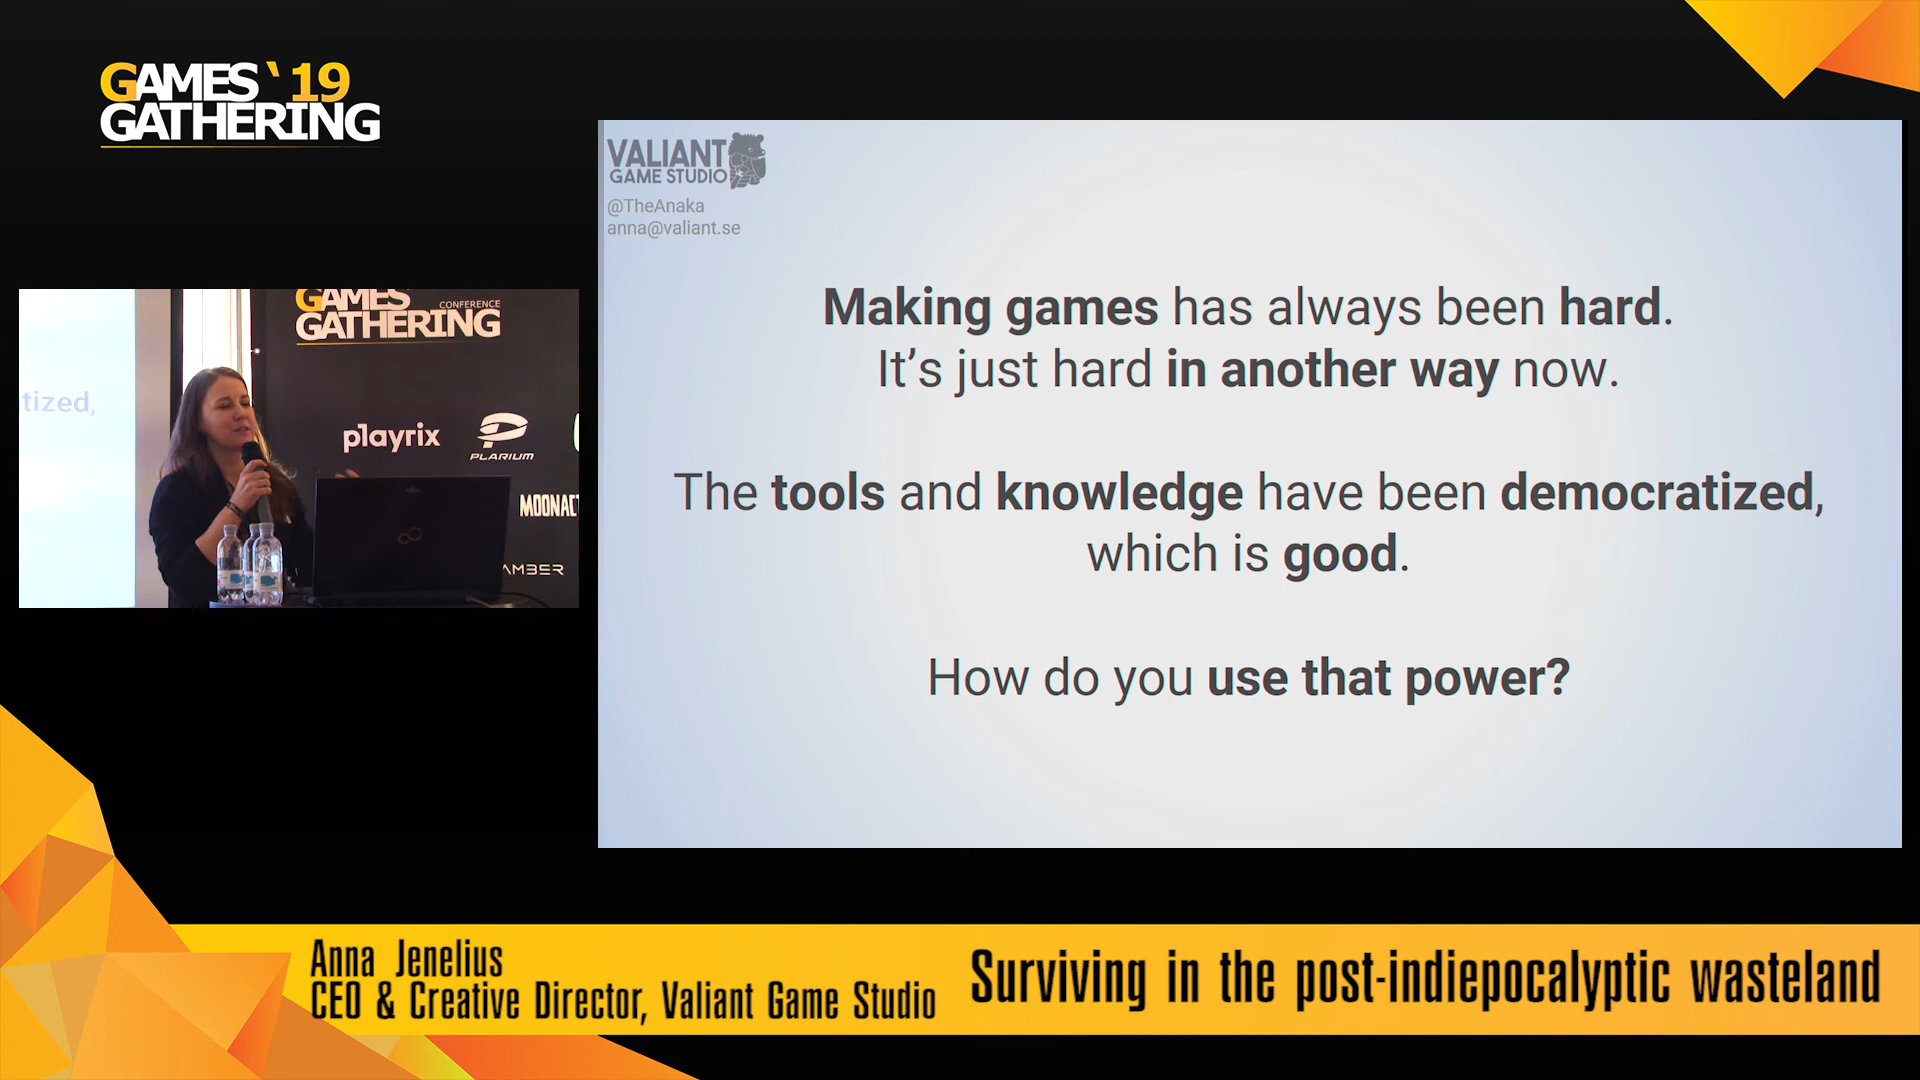 GAMES `19
GATHERING
VALIANT
GAME STUDIO
@TheAnaka
anna@valiant.se
Making games has always been hard.
It's just hard in another way now.
The tools and knowledge have been democratized,
which is good.
How do you use that power?
tized,
GAMES CONFERENCE
GATHERING
playrix
PLARIUM
MOONAC
AMBER
Anna Jenelius
CEO & Creative Director, Valiant Game Studio
Surviving in the post-indiepocalyptic wasteland